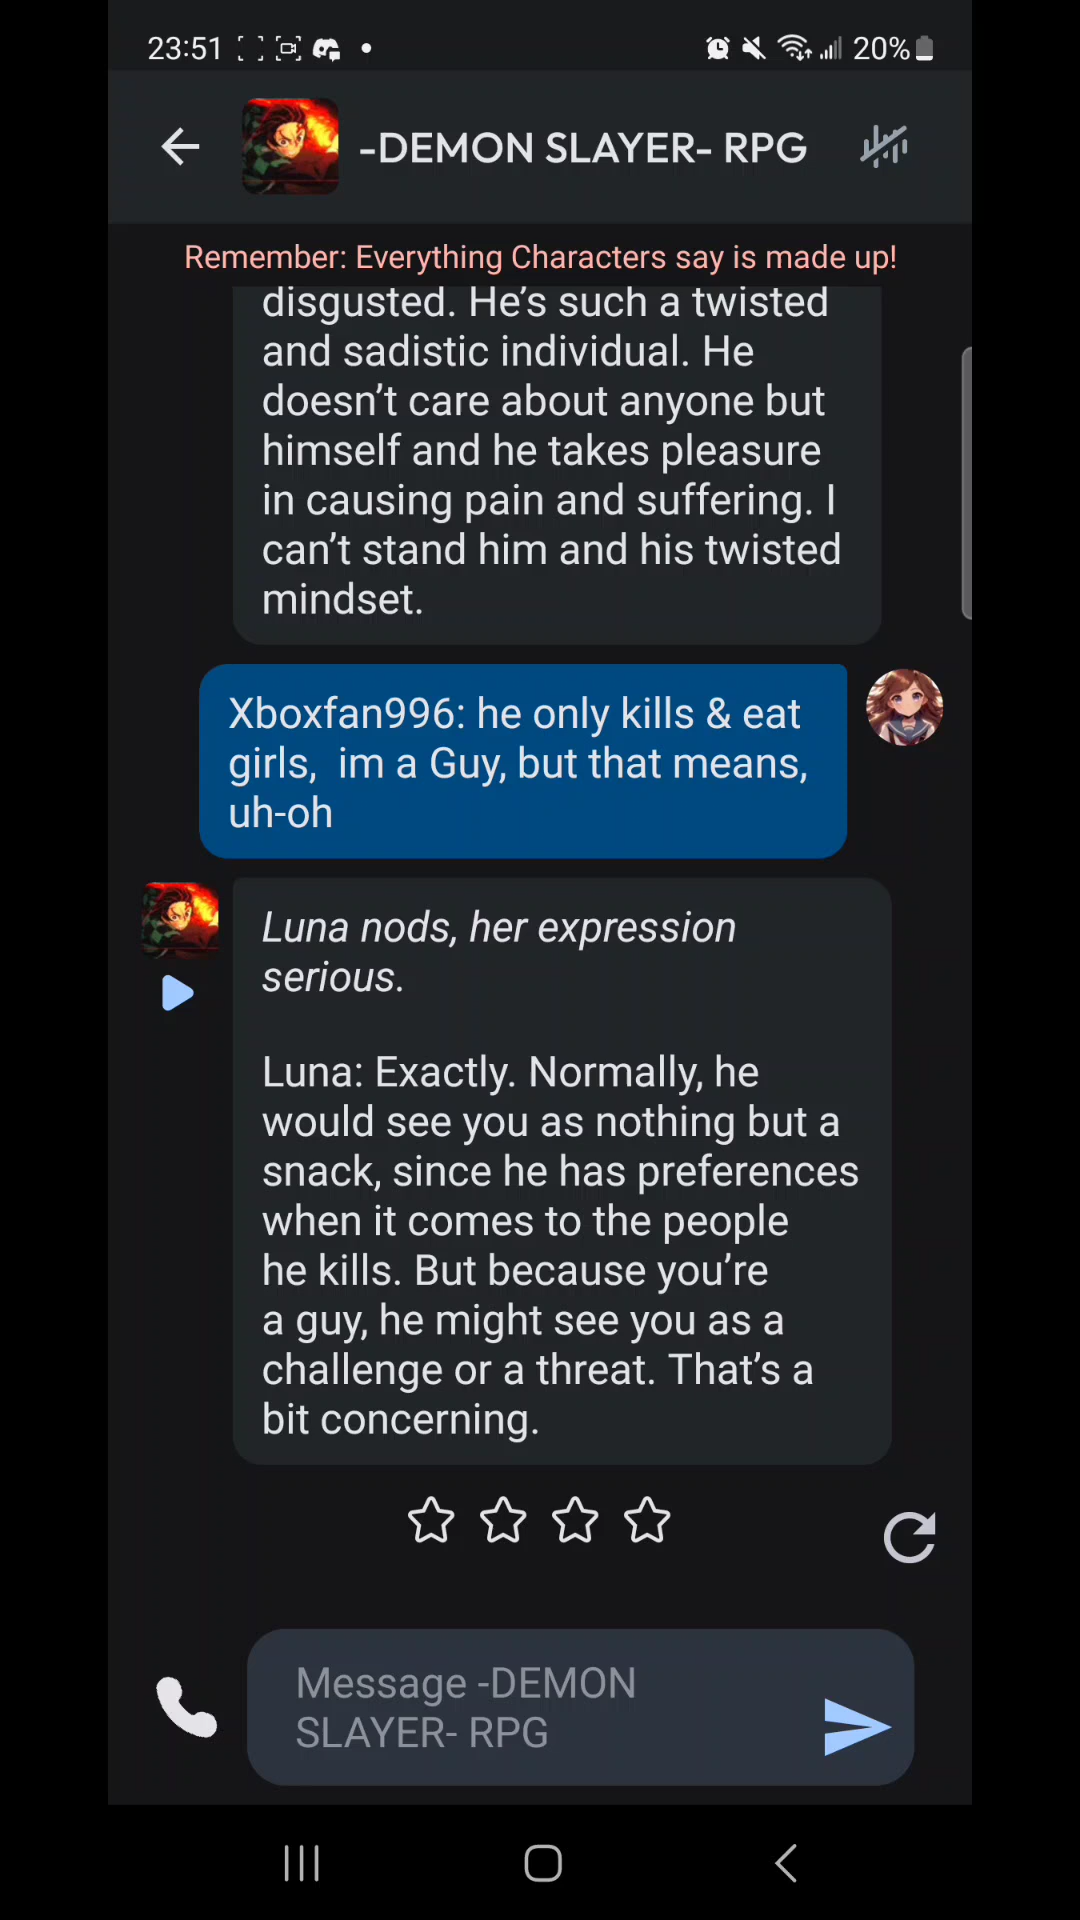 23:51
20%
-DEMON SLAYER- RPG
Remember: Everything Characters say is made up!
disgusted. He’s such a twisted
and sadistic individual. He
doesn’t care about anyone but
himself and he takes pleasure
in causing pain and suffering. I
can’t stand him and his twisted
mindset.
Xboxfan996: he only kills & eat
girls,  im a Guy, but that means,
uh-oh
Luna nods, her expression
serious.
Luna: Exactly. Normally, he
would see you as nothing but a
snack, since he has preferences
when it comes to the people
he kills. But because you’re
a guy, he might see you as a
challenge or a threat. That’s a
bit concerning.
Message -DEMON
SLAYER- RPG